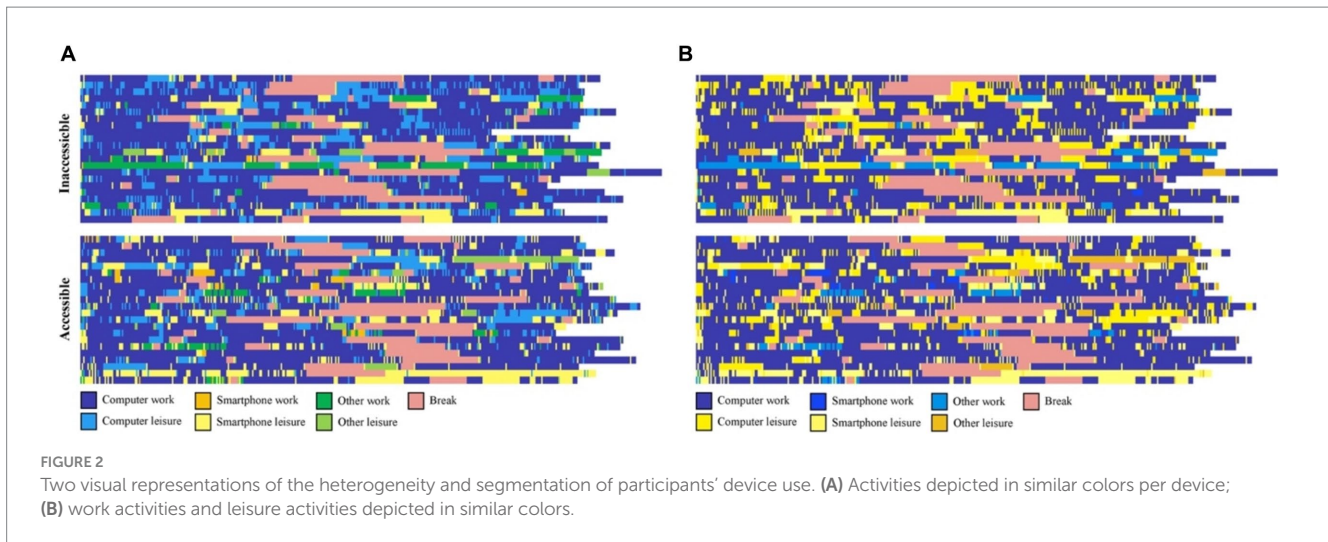 A
B
Inaccessicble
Accessible
Computer work
Smartphone work
Other work
Break
Computer leisure
Smartphone leisure
Other leisure
Computer work
Smartphone work
Other work
Break
Computer leisure
Smartphone leisure
Other leisure
FIGURE 2
Two visual representations of the heterogeneity and segmentation of participants' device use. (A) Activities depicted in similar colors per device;
(B) work activities and leisure activities depicted in similar colors.